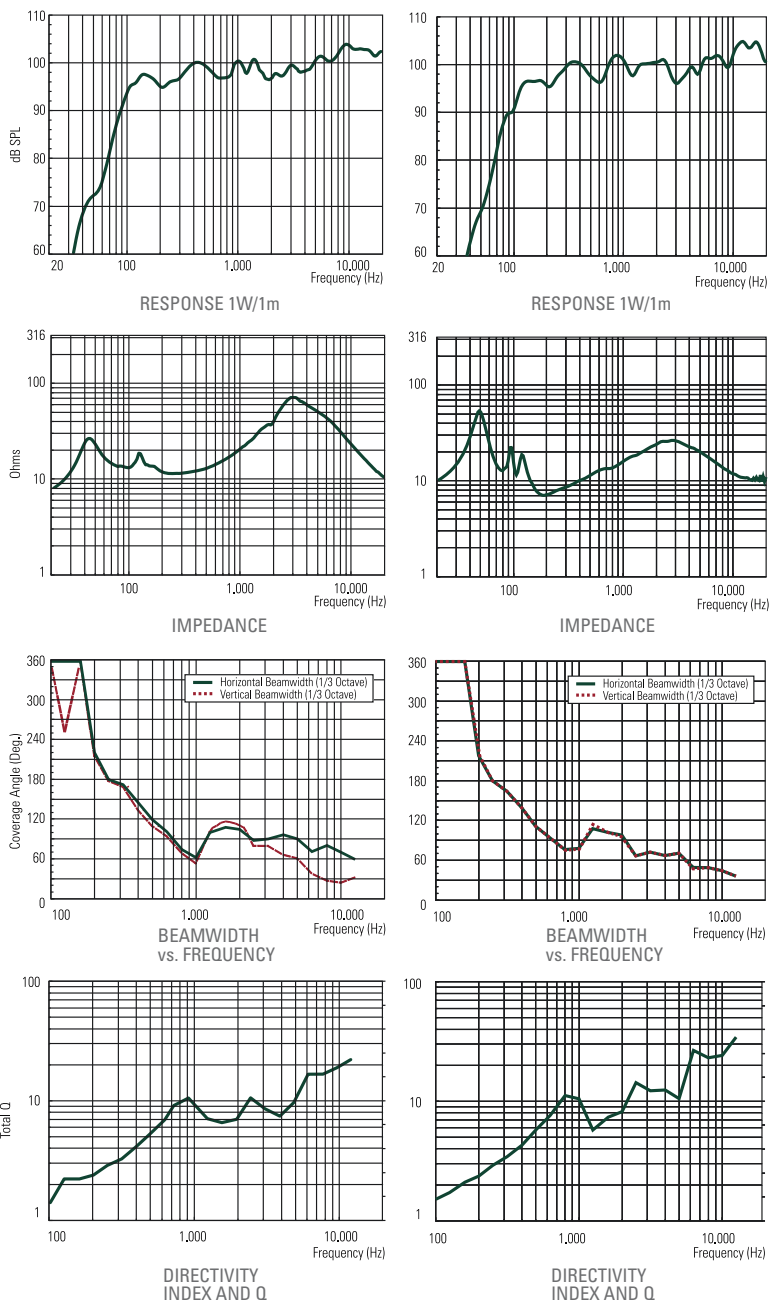 110
100
90
80
70
60
dB SPL
20
100
1.000
10.000
Frequency (Hz)
RESPONSE 1W/1m
110
100
90
80
70
60
20
100
1.000
10.000
Frequency (Hz)
RESPONSE 1W/1m
316
100
10
1
Ohms
100
1.000
10.000
Frequency (Hz)
IMPEDANCE
316
100
10
1
100
1.000
10.000
Frequency (Hz)
IMPEDANCE
360
300
240
180
120
60
0
Coverage Angle (Deg.)
Horizontal Beamwidth (1/3 Octave)
Vertical Beamwidth (1/3 Octave)
100
1.000
10.000
Frequency (Hz)
BEAMWIDTH
vs. FREQUENCY
360
300
240
180
120
60
0
Horizontal Beamwidth (1/3 Octave)
Vertical Beamwidth (1/3 Octave)
100
1.000
10.000
Frequency (Hz)
BEAMWIDTH
vs. FREQUENCY
100
10
1
Total Q
100
1.000
10.000
Frequency (Hz)
DIRECTIVITY
INDEX AND Q
100
10
1
100
1.000
10.000
Frequency (Hz)
DIRECTIVITY
INDEX AND Q